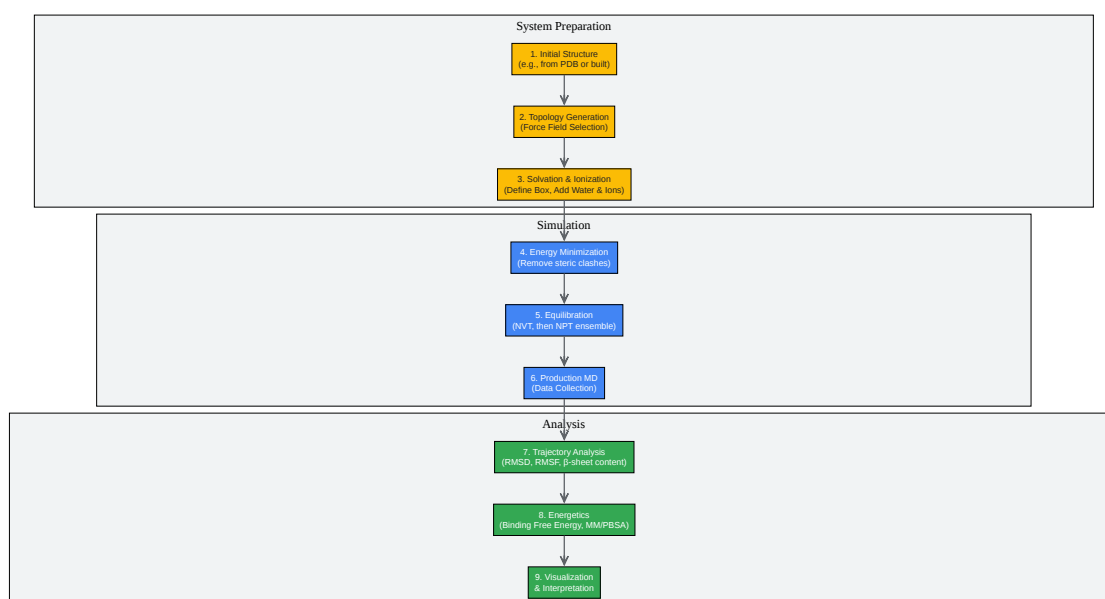 System Preparation
1. Initial Structure
(e.g., from PDB or built)
2. Topology Generation
(Force Field Selection)
3. Solvation & Ionization
(Define Box, Add Water & Ions)
Simulation
4. Energy Minimization
(Remove steric clashes)
5. Equilibration
(NVT, then NPT ensemble)
6. Production MD
(Data Collection)
Analysis
7. Trajectory Analysis
(RMSD, RMSF, β-sheet content)
8. Energetics
(Binding Free Energy, MM/PBSA)
9. Visualization
& Interpretation